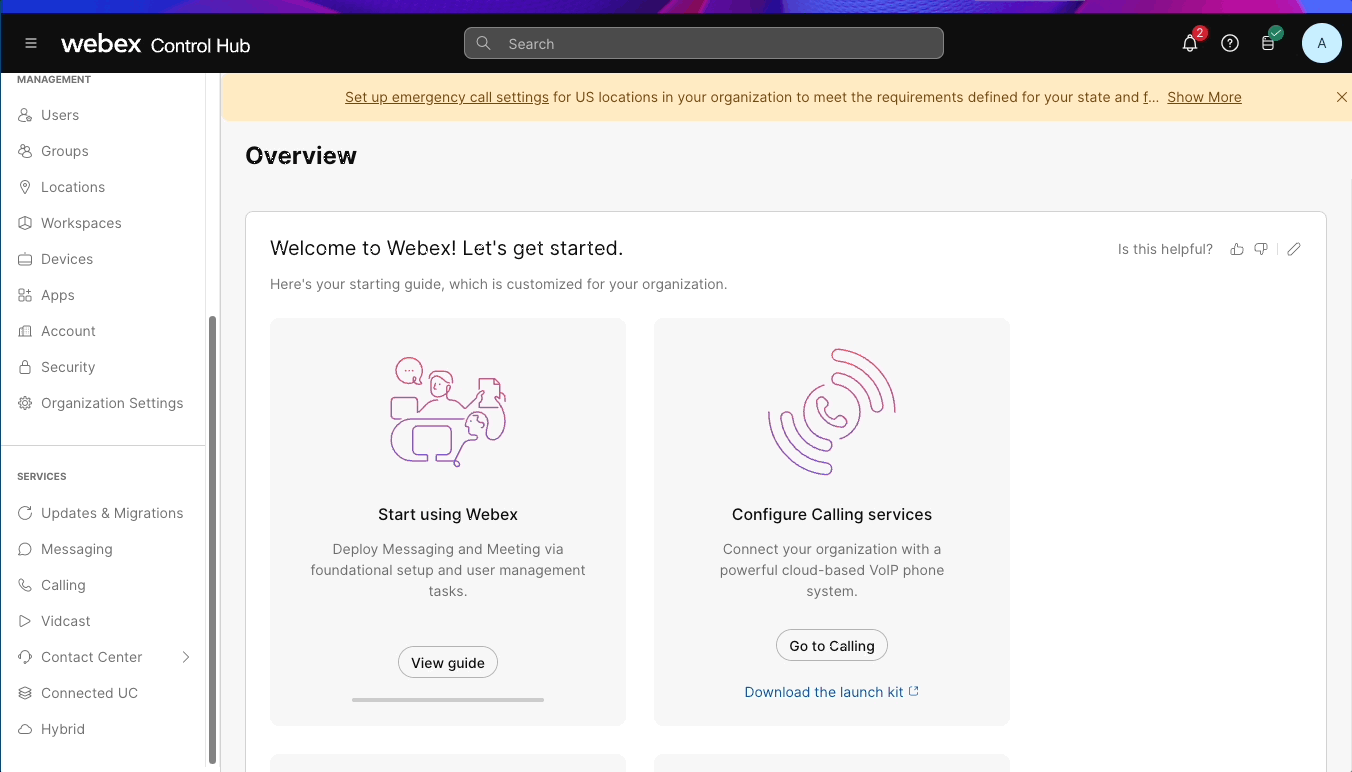 webex Control Hub
Search
2
A
MANAGEMENT
Users
Groups
Locations
Workspaces
Devices
Apps
Account
Security
Organization Settings
SERVICES
Updates & Migrations
Messaging
Calling
Vidcast
Contact Center
Connected UC
Hybrid
Set up emergency call settings for US locations in your organization to meet the requirements defined for your state and f... Show More
Overview
Welcome to Webex! Let's get started.
Is this helpful?
Here's your starting guide, which is customized for your organization.
Start using Webex
Deploy Messaging and Meeting via
foundational setup and user management
tasks.
View guide
Configure Calling services
Connect your organization with a
powerful cloud-based VoIP phone
system.
Go to Calling
Download the launch kit